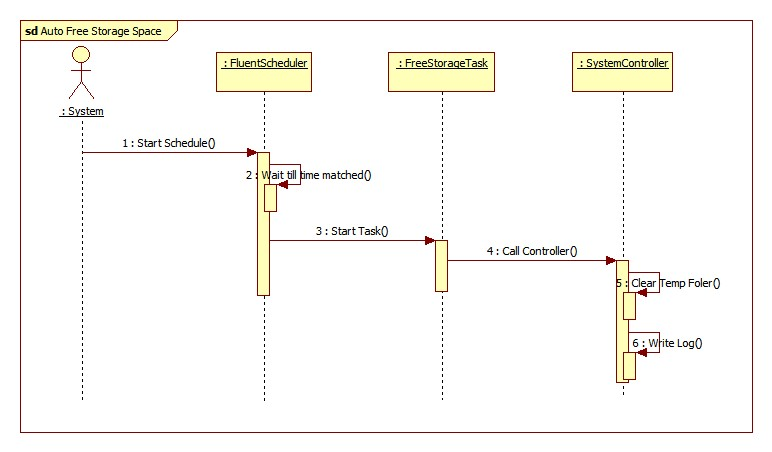 sd Auto Free Storage Space
: FluentScheduler
: FreeStorageTask
: SystemController
: System
1 : Start Schedule()
2 : Wait till time matched()
3 : Start Task()
4 : Call Controller()
5 : Clear Temp Foler()
6 : Write Log()